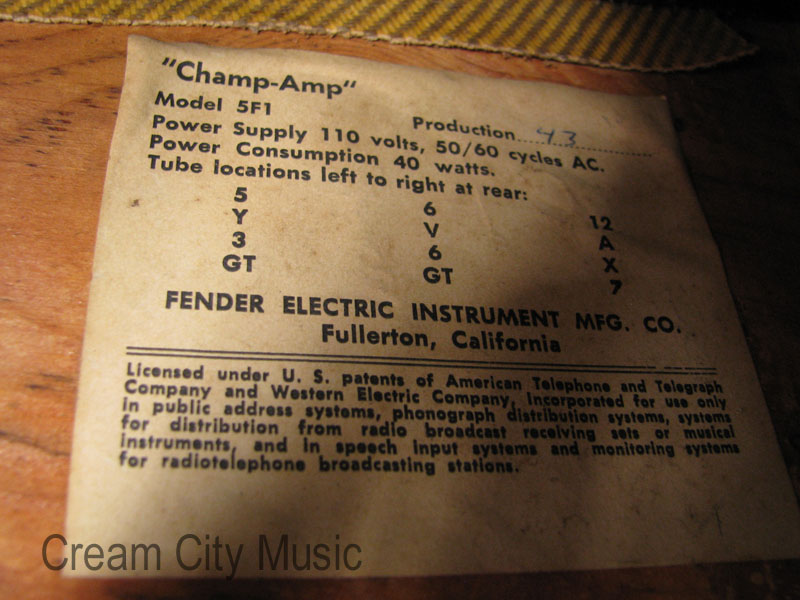 "Champ-Amp"
Model 5F1
Production 43
Power Supply 110 volts, 50/60 cycles AC.
Power Consumption 40 watts.
Tube locations left to right at rear:
5 6 12
Y V A
3 6 X
GT GT 7
FENDER ELECTRIC INSTRUMENT MFG. CO.
Fullerton, California
Licensed under U. S. patents of American Telephone and Telegraph
Company and Western Electric Company, Incorporated for use only
in public address systems, phonograph distribution systems, systems
for distribution from radio broadcast receiving sets or musical
instruments, and in speech input systems and monitoring systems
for radiotelephone broadcasting stations.
Cream City Music